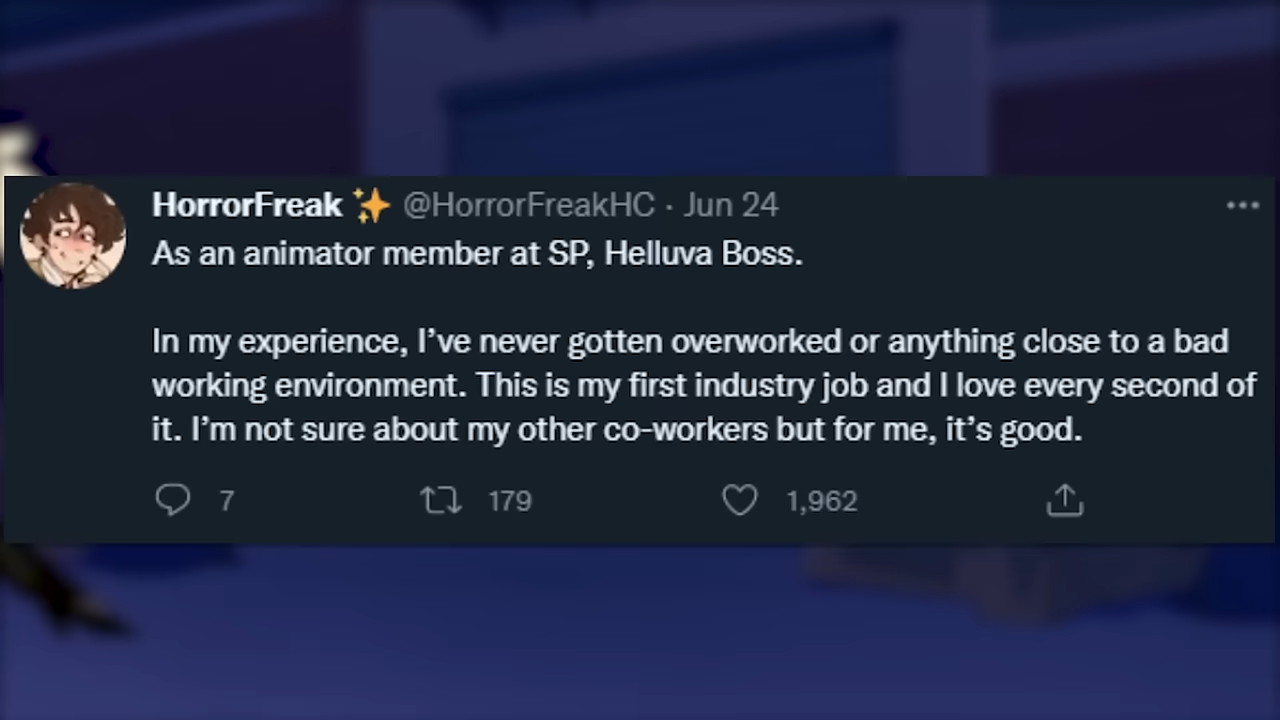 HorrorFreak ✨ @HorrorFreakHC · Jun 24
As an animator member at SP, Helluva Boss.
In my experience, I’ve never gotten overworked or anything close to a bad
working environment. This is my first industry job and I love every second of
it. I’m not sure about my other co-workers but for me, it’s good.
7 179 1,962